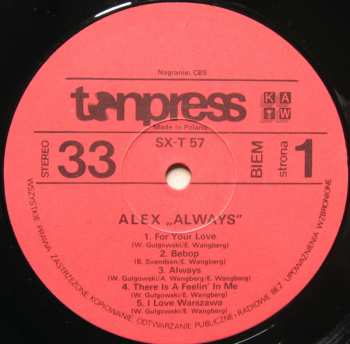 Nagranie: CBS
tonpress
KAW
Made in Poland
SX-T 57
STEREO
33
BIEM
strona
1
ALEX „ALWAYS"
1. For Your Love
(W. Gulgowski/E. Wangberg)
2. Bebop
(B. Svendsen/E. Wangberg)
3. Always
(W. Gulgowski/A. Wangberg/E. Wangberg)
4. There Is A Feelin' In Me
(W. Gulgowski/E. Wangberg)
5. I Love Warszawa
(W. Gulgowski/E. Wangberg)
WSZYSTKIE PRAWA ZASTRZEŻONE KOPIOWANIE, ODTWARZANIE PUBLICZNE I RADIOWE BEZ UPOWAŻNIENIA WZBRONIONE